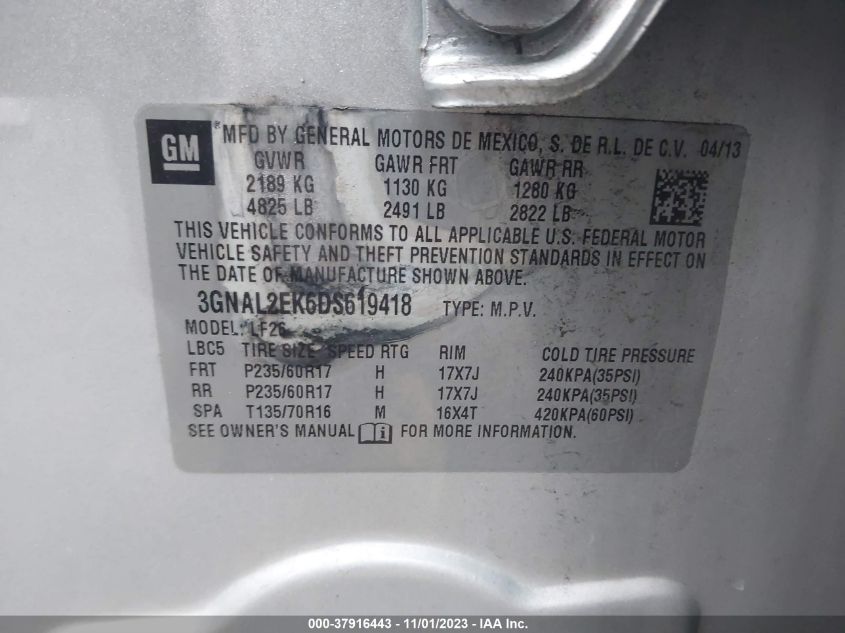 GM ® MFD BY GENERAL MOTORS DE MEXICO, S. DE R.L. DE C.V. 04/13
GVWR GAWR FRT GAWR RR
2189 KG 1130 KG 1280 KG
4825 LB 2491 LB 2822 LB
THIS VEHICLE CONFORMS TO ALL APPLICABLE U.S. FEDERAL MOTOR
VEHICLE SAFETY AND THEFT PREVENTION STANDARDS IN EFFECT ON
THE DATE OF MANUFACTURE SHOWN ABOVE.
3GNAL2EK6DS619418 TYPE: M.P.V.
MODEL: LF26
LBC5 TIRE SIZE SPEED RTG RIM COLD TIRE PRESSURE
FRT P235/60R17 H 17X7J 240KPA(35PSI)
RR P235/60R17 H 17X7J 240KPA(35PSI)
SPA T135/70R16 M 16X4T 420KPA(60PSI)
SEE OWNER'S MANUAL i FOR MORE INFORMATION.
000-37916443 - 11/01/2023 - IAA Inc.